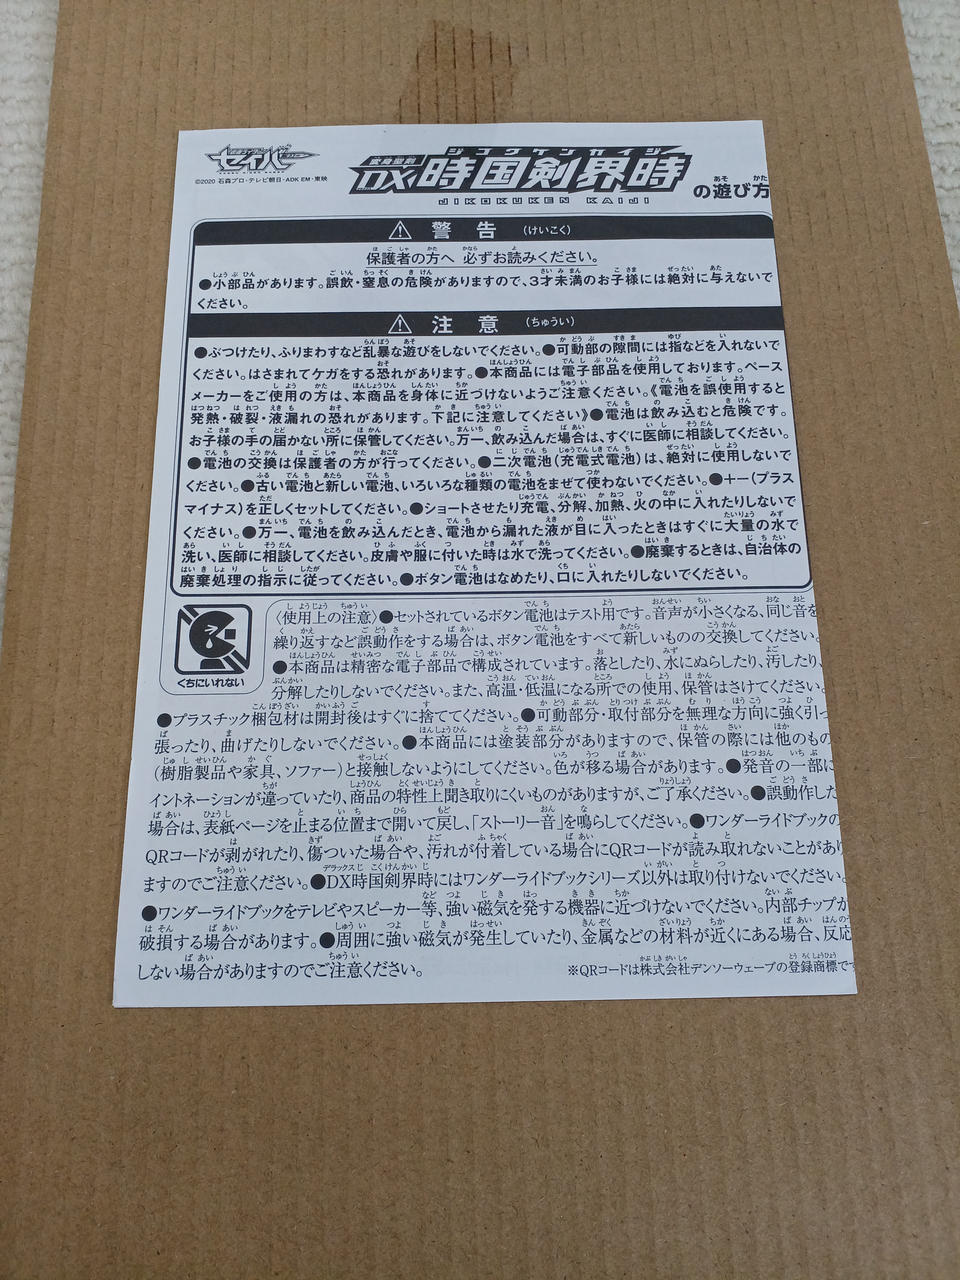 セイバー
©2020 石森プロ・テレビ朝日・ADK EM・東映
変身聖剣
ジコクケンカイジ
DX時国剣界時の遊び方
JIKOKUKEN KAIJI
⚠ 警告 (けいこく)
保護者の方へ 必ずお読みください。
●小部品があります。誤飲・窒息の危険がありますので、3才未満のお子様には絶対に与えないで
ください。
⚠ 注意 (ちゅうい)
●ぶつけたり、ふりまわすなど乱暴な遊びをしないでください。●可動部の隙間には指などを入れないで
ください。はさまれてケガをする恐れがあります。●本商品には電子部品を使用しております。ペース
メーカーをご使用の方は、本商品を身体に近づけないようご注意ください。《電池を誤使用すると
発熱・破裂・液漏れの恐れがあります。下記に注意してください》●電池は飲み込むと危険です。
お子様の手の届かない所に保管してください。万一、飲み込んだ場合は、すぐに医師に相談してください。
●電池の交換は保護者の方が行ってください。●二次電池(充電式電池)は、絶対に使用しないで
ください。●古い電池と新しい電池、いろいろな種類の電池をまぜて使わないでください。●+ー(プラス
マイナス)を正しくセットしてください。●ショートさせたり充電、分解、加熱、火の中に入れたりしないで
ください。●万一、電池を飲み込んだとき、電池から漏れた液が目に入ったときはすぐに大量の水で
洗い、医師に相談してください。皮膚や服に付いた時は水で洗ってください。●廃棄するときは、自治体の
廃棄処理の指示に従ってください。●ボタン電池はなめたり、口に入れたりしないでください。
くちにいれない
〈使用上の注意〉●セットされているボタン電池はテスト用です。音声が小さくなる、同じ音を
繰り返すなど誤動作をする場合は、ボタン電池をすべて新しいものの交換してください。
●本商品は精密な電子部品で構成されています。落としたり、水にぬらしたり、汚したり、
分解したりしないでください。また、高温・低温になる所での使用、保管はさけてください。
●プラスチック梱包材は開封後はすぐに捨ててください。●可動部分・取付部分を無理な方向に強く引っ
張ったり、曲げたりしないでください。●本商品には塗装部分がありますので、保管の際には他のもの
(樹脂製品や家具、ソファー)と接触しないようにしてください。色が移る場合があります。●発音の一部に
イントネーションが違っていたり、商品の特性上聞き取りにくいものがありますが、ご了承ください。●誤動作した
場合は、表紙ページを止まる位置まで開いて戻し、「ストーリー音」を鳴らしてください。●ワンダーライドブックの
QRコードが剥がれたり、傷ついた場合や、汚れが付着している場合にQRコードが読み取れないことがあり
ますのでご注意ください。●DX時国剣界時にはワンダーライドブックシリーズ以外は取り付けないでください。
●ワンダーライドブックをテレビやスピーカー等、強い磁気を発する機器に近づけないでください。内部チップが
破損する場合があります。●周囲に強い磁気が発生していたり、金属などの材料が近くにある場合、反応
しない場合がありますのでご注意ください。
※QRコードは株式会社デンソーウェーブの登録商標です